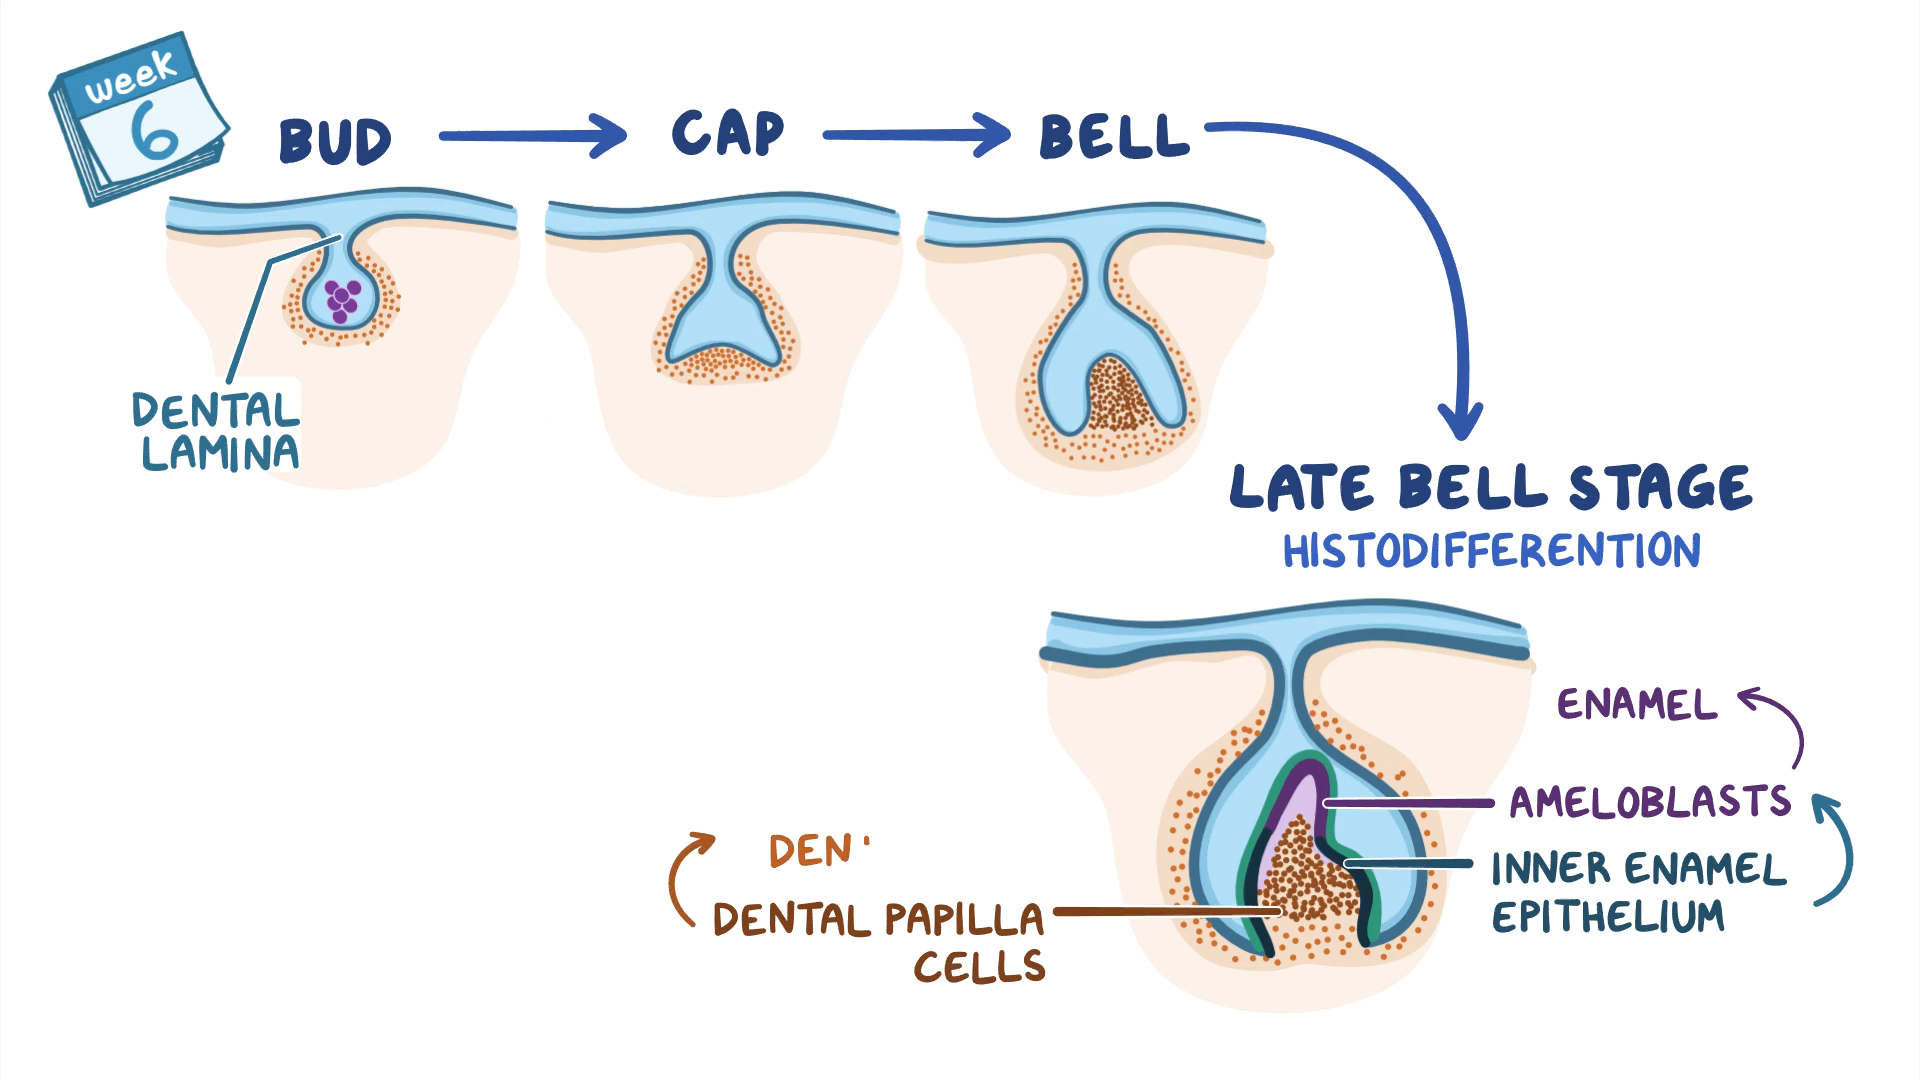 week
6
BUD
CAP
BELL
DENTAL
LAMINA
LATE BELL STAGE
HISTODIFFERENTION
ENAMEL
AMELOBLASTS
INNER ENAMEL
EPITHELIUM
DEN'
DENTAL PAPILLA
CELLS